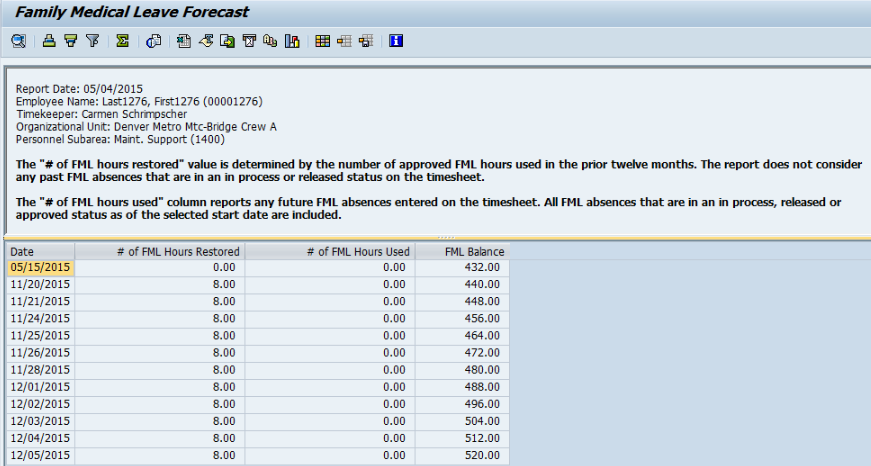 Family Medical Leave Forecast
Report Date: 05/04/2015
Employee Name: Last1276, First1276 (00001276)
Timekeeper: Carmen Schrimpscher
Organizational Unit: Denver Metro Mtc-Bridge Crew A
Personnel Subarea: Maint. Support (1400)
The "# of FML hours restored" value is determined by the number of approved FML hours used in the prior twelve months. The report does not consider
any past FML absences that are in an in process or released status on the timesheet.
The "# of FML hours used" column reports any future FML absences entered on the timesheet. All FML absences that are in an in process, released or
approved status as of the selected start date are included.
Date # of FML Hours Restored # of FML Hours Used FML Balance
05/15/2015 0.00 0.00 432.00
11/20/2015 8.00 0.00 440.00
11/21/2015 8.00 0.00 448.00
11/24/2015 8.00 0.00 456.00
11/25/2015 8.00 0.00 464.00
11/26/2015 8.00 0.00 472.00
11/28/2015 8.00 0.00 480.00
12/01/2015 8.00 0.00 488.00
12/02/2015 8.00 0.00 496.00
12/03/2015 8.00 0.00 504.00
12/04/2015 8.00 0.00 512.00
12/05/2015 8.00 0.00 520.00